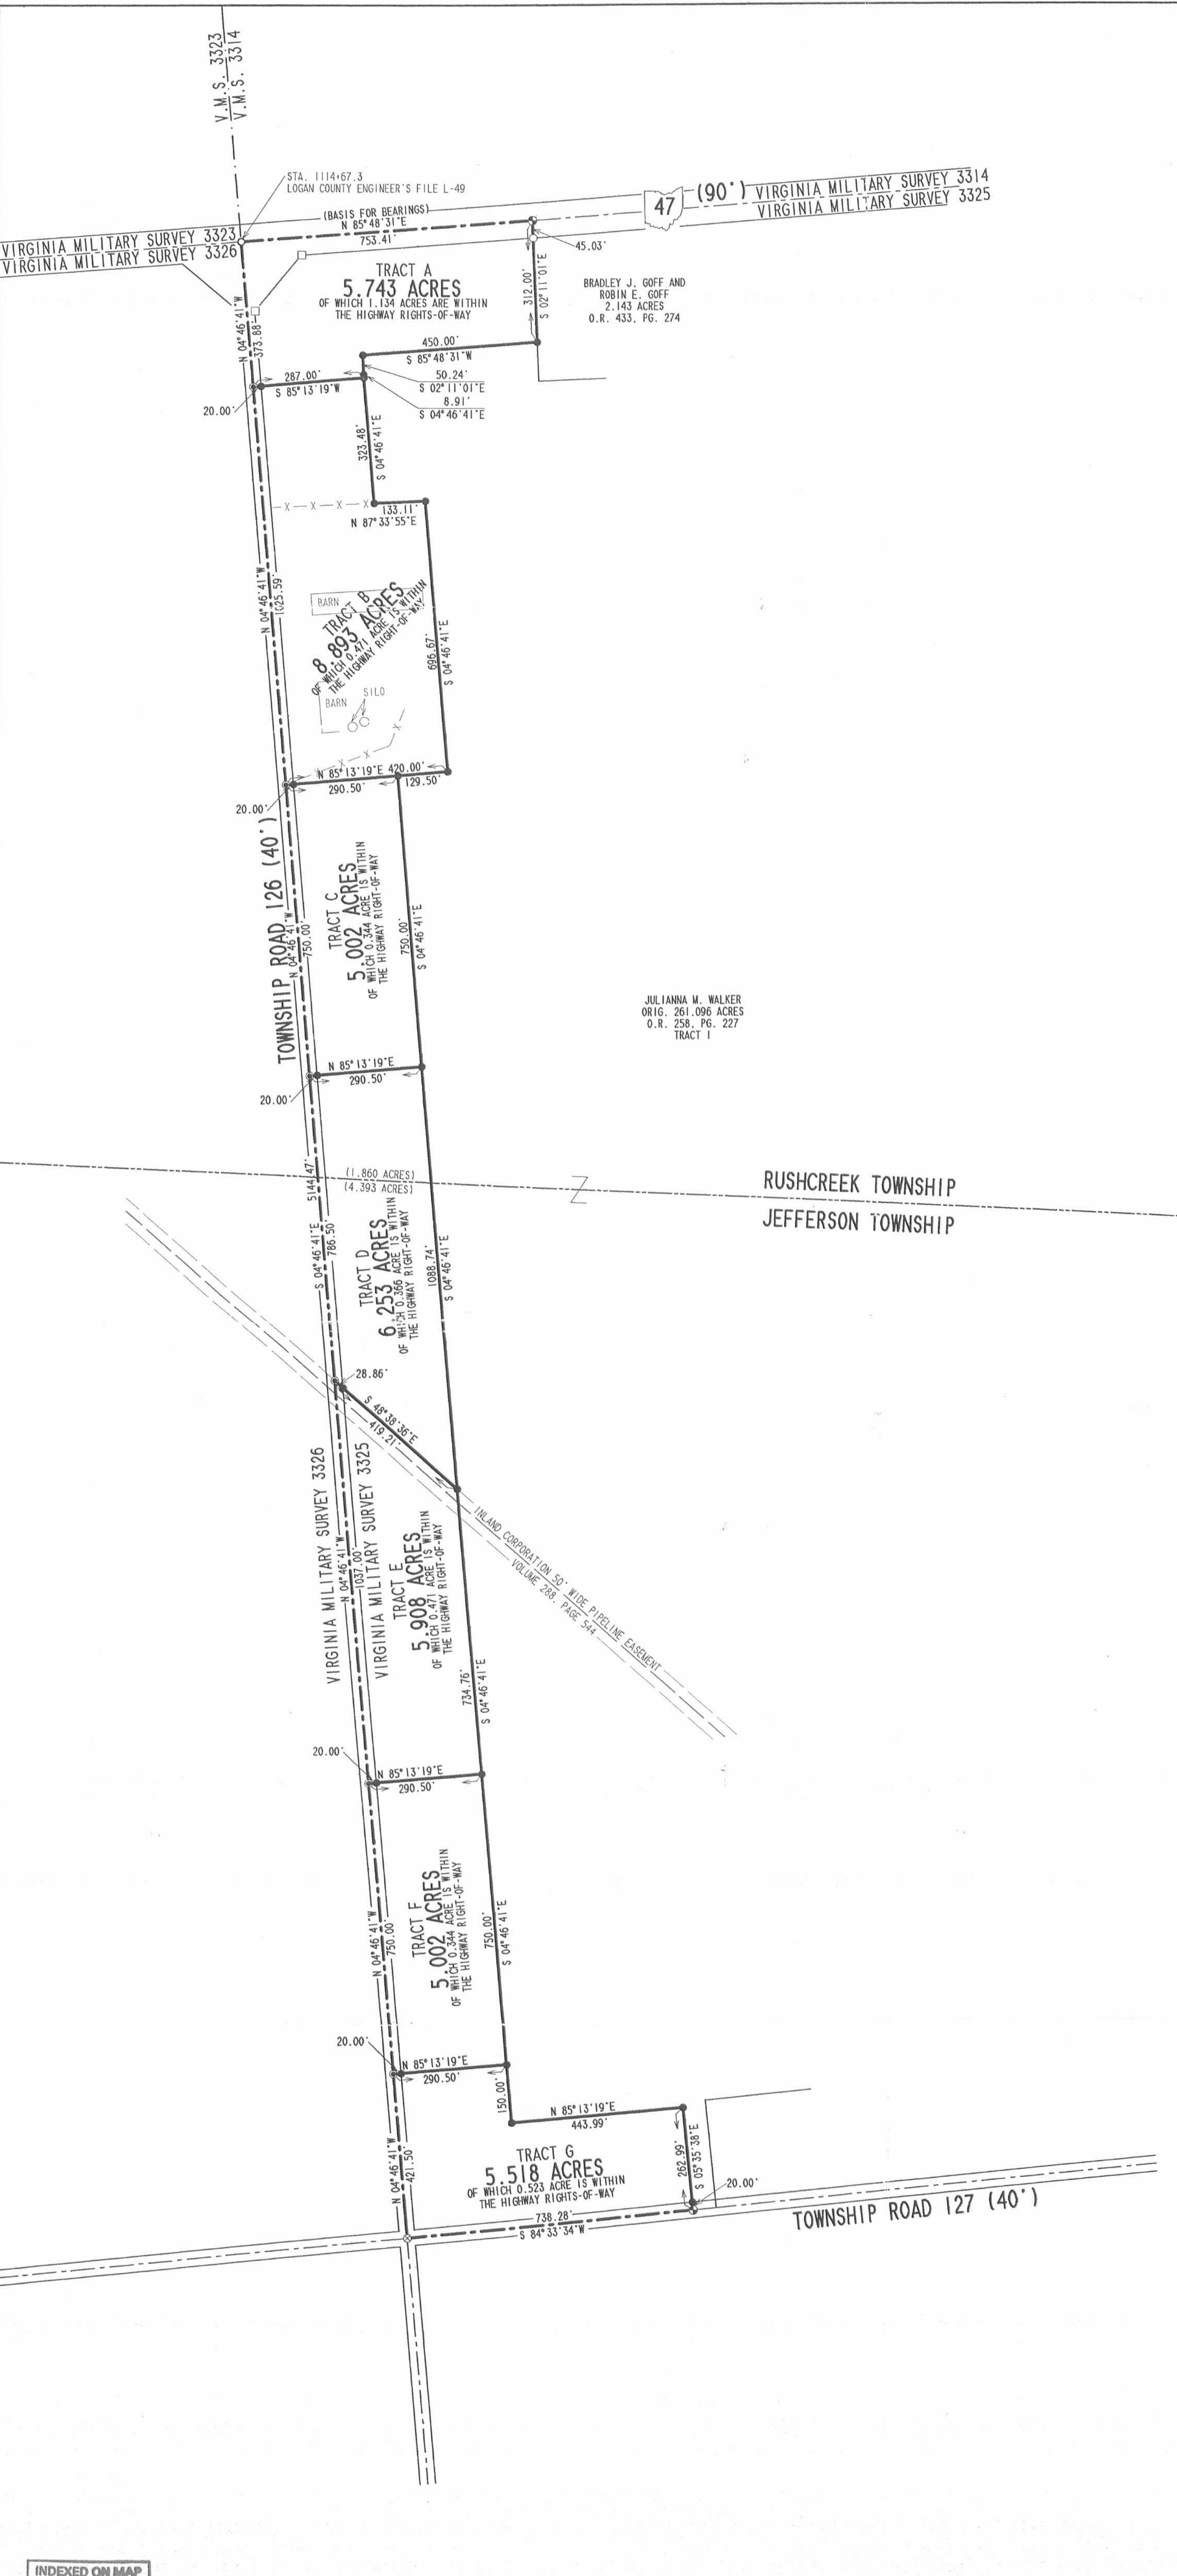 V.M.S. 3323
V.M.S. 3314
STA. 1114+67.3
LOGAN COUNTY ENGINEER'S FILE L-49
(BASIS FOR BEARINGS)
N 85°48'31"E
753.41'
47
(90')
VIRGINIA MILITARY SURVEY 3314
VIRGINIA MILITARY SURVEY 3325
VIRGINIA MILITARY SURVEY 3323
VIRGINIA MILITARY SURVEY 3326
45.03'
TRACT A
5.743 ACRES
OF WHICH 1.134 ACRES ARE WITHIN
THE HIGHWAY RIGHTS-OF-WAY
312.00'
S 02°11'01"E
BRADLEY J. GOFF AND
ROBIN E. GOFF
2.143 ACRES
O.R. 433, PG. 274
N 04°46'41"W
373.88'
450.00'
S 85°48'31"W
50.24'
S 02°11'01"E
8.91'
S 04°46'41"E
287.00'
S 85°13'19"W
20.00'
323.48'
S 04°46'41"E
X X X X
133.11'
N 87°33'55"E
N 04°46'41"W
1025.59'
BARN
TRACT B
8.893 ACRES
OF WHICH 0.471 ACRE IS WITHIN
THE HIGHWAY RIGHT-OF-WAY
696.67'
S 04°46'41"E
SILO
BARN
X X X
N 85°13'19"E 420.00'
290.50'
129.50'
20.00'
TOWNSHIP ROAD 126 (40')
N 04°46'41"W
750.00'
TRACT C
5.002 ACRES
OF WHICH 0.344 ACRE IS WITHIN
THE HIGHWAY RIGHT-OF-WAY
750.00'
S 04°46'41"E
JULIANNA M. WALKER
ORIG. 261.096 ACRES
O.R. 258, PG. 227
TRACT I
N 85°13'19"E
290.50'
20.00'
(1.860 ACRES)
(4.393 ACRES)
RUSHCREEK TOWNSHIP
JEFFERSON TOWNSHIP
5144.47'
S 04°46'41"E
786.50'
TRACT D
6.253 ACRES
OF WHICH 0.366 ACRE IS WITHIN
THE HIGHWAY RIGHT-OF-WAY
1088.74'
S 04°46'41"E
28.86'
S 48°38'36"E
419.21'
VIRGINIA MILITARY SURVEY 3326
N 04°46'41"W
1037.00'
VIRGINIA MILITARY SURVEY 3325
TRACT E
5.908 ACRES
OF WHICH 0.471 ACRE IS WITHIN
THE HIGHWAY RIGHT-OF-WAY
INLAND CORPORATION 50' WIDE PIPELINE EASEMENT
VOLUME 288, PAGE 544
734.76'
S 04°46'41"E
20.00'
N 85°13'19"E
290.50'
N 04°46'41"W
750.00'
TRACT F
5.002 ACRES
OF WHICH 0.344 ACRE IS WITHIN
THE HIGHWAY RIGHT-OF-WAY
750.00'
S 04°46'41"E
20.00'
N 85°13'19"E
290.50'
150.00'
N 85°13'19"E
443.99'
N 04°46'41"W
421.50'
TRACT G
5.518 ACRES
OF WHICH 0.523 ACRE IS WITHIN
THE HIGHWAY RIGHTS-OF-WAY
262.99'
S 05°35'38"E
20.00'
738.28'
S 84°33'34"W
TOWNSHIP ROAD 127 (40')
INDEXED ON MAP